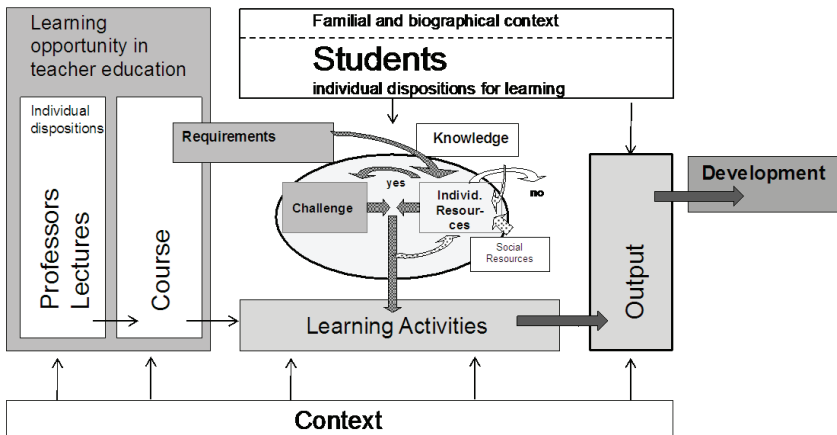 Learning
opportunity in
teacher education
Individual
dispositions
Professors
Lectures
Course
Familial and biographical context
Students
individual dispositions for learning
Requirements
Knowledge
yes
no
Challenge
Individ.
Resour-
ces
Social
Resources
Learning Activities
Output
Development
Context